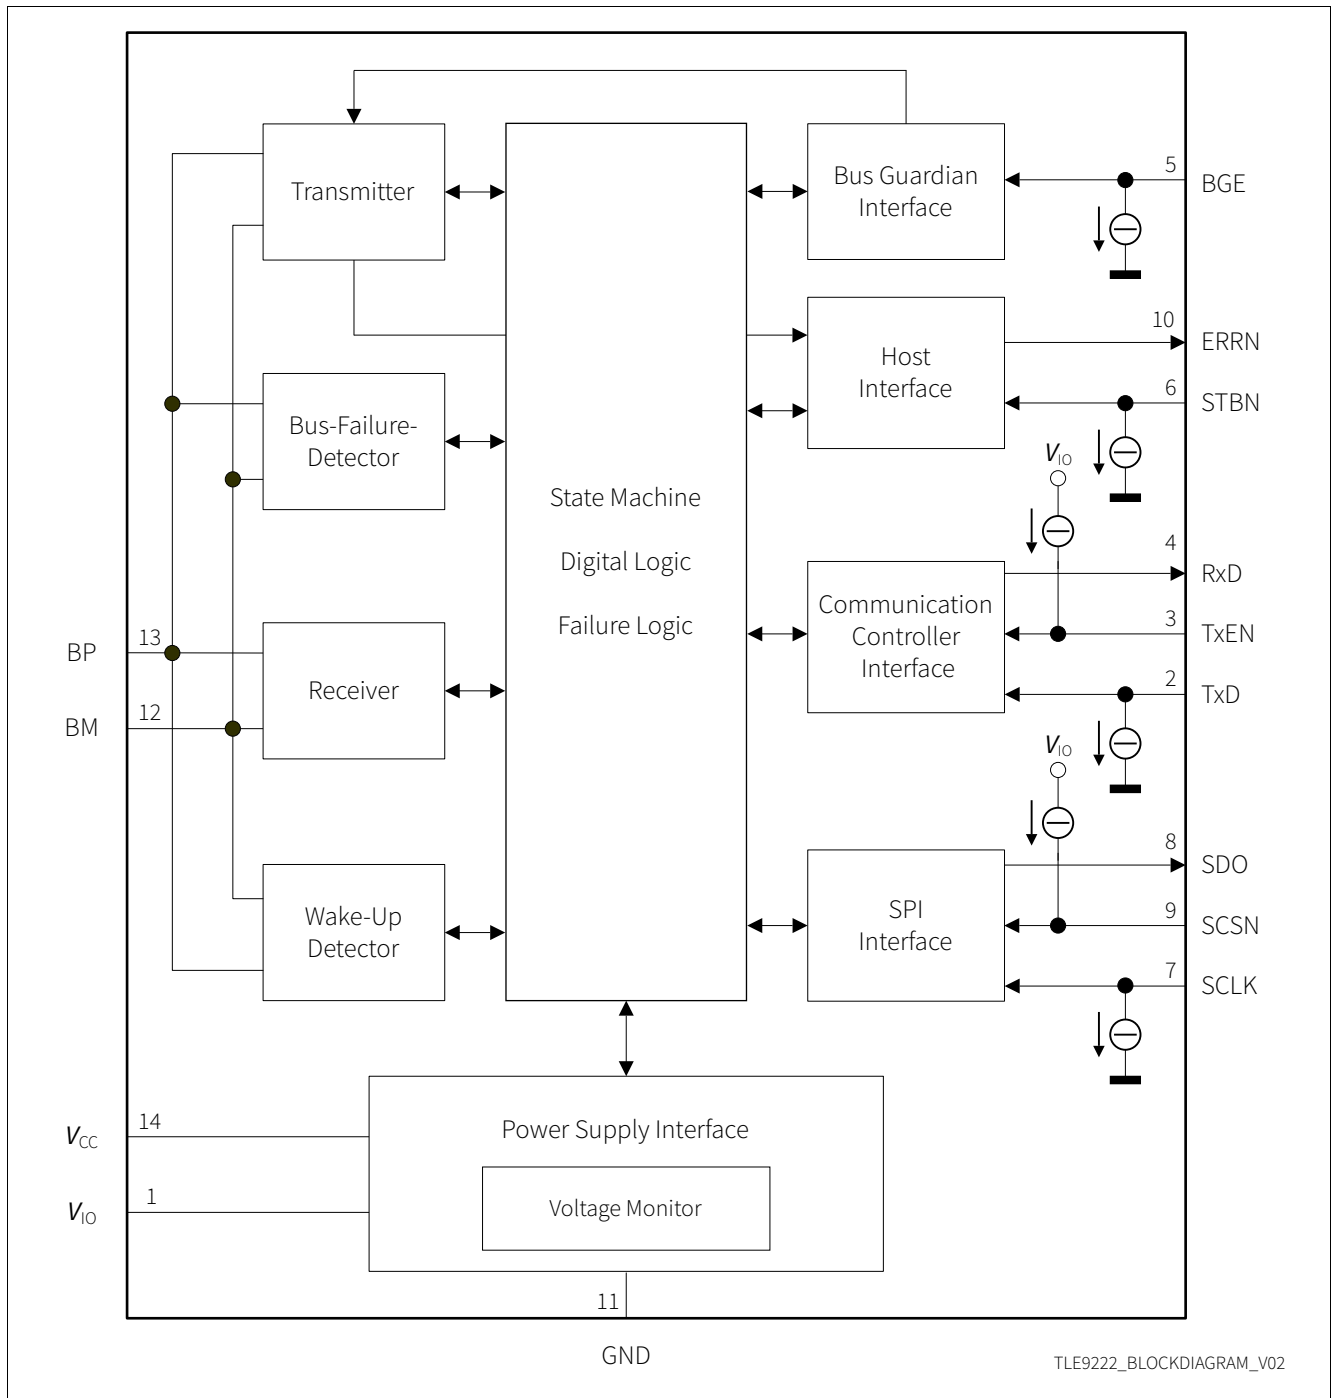 Transmitter
Bus Guardian
Interface
5
BGE
Host
Interface
10
ERRN
6
STBN
Bus-Failure-
Detector
State Machine
Digital Logic
Failure Logic
VIO
4
RxD
Communication
Controller
Interface
3
TxEN
2
TxD
BP
13
BM
12
Receiver
VIO
8
SDO
SPI
Interface
9
SCSN
7
SCLK
Wake-Up
Detector
VCC
14
VIO
1
Power Supply Interface
Voltage Monitor
11
GND
TLE9222_BLOCKDIAGRAM_V02